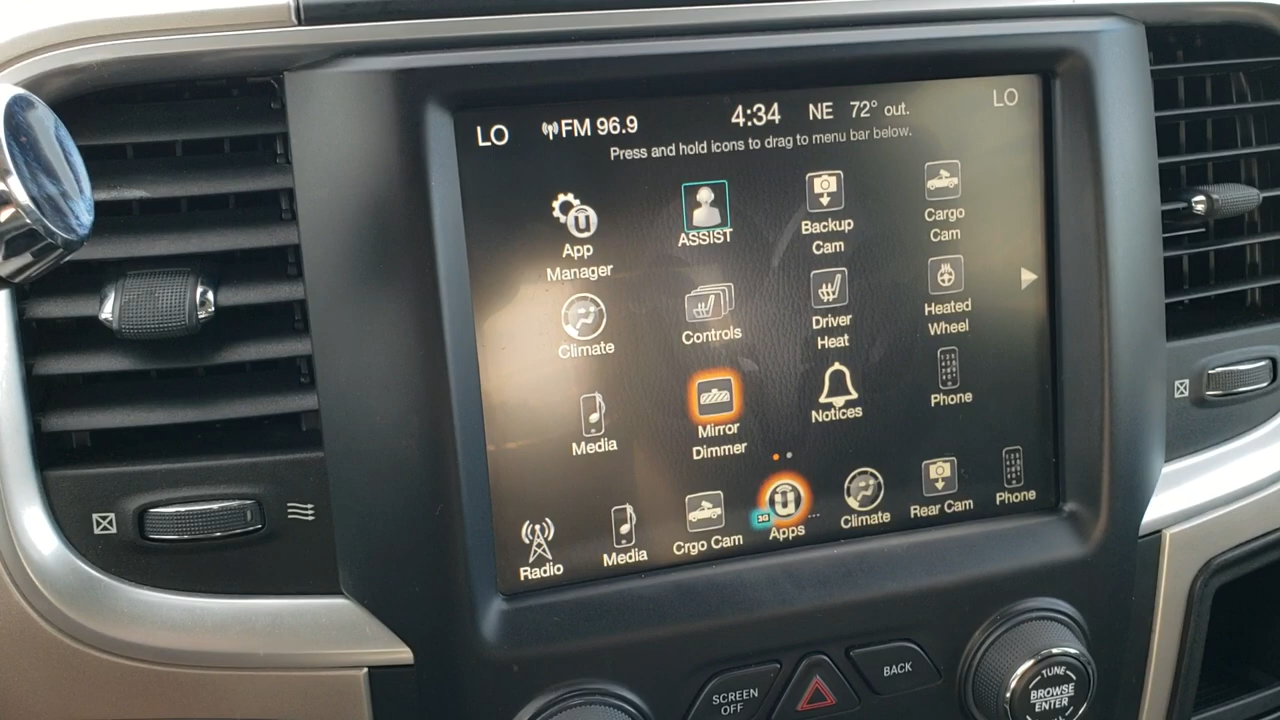 LO FM 96.9 4:34 NE 72° out. LO
Press and hold icons to drag to menu bar below.
App
Manager
ASSIST
Backup
Cam
Cargo
Cam
Climate
Controls
Driver
Heat
Heated
Wheel
Media
Mirror
Dimmer
Notices
Phone
Radio
Media
Crgo Cam
3G
Apps
Climate
Rear Cam
Phone
SCREEN
OFF
BACK
TUNE
BROWSE
ENTER